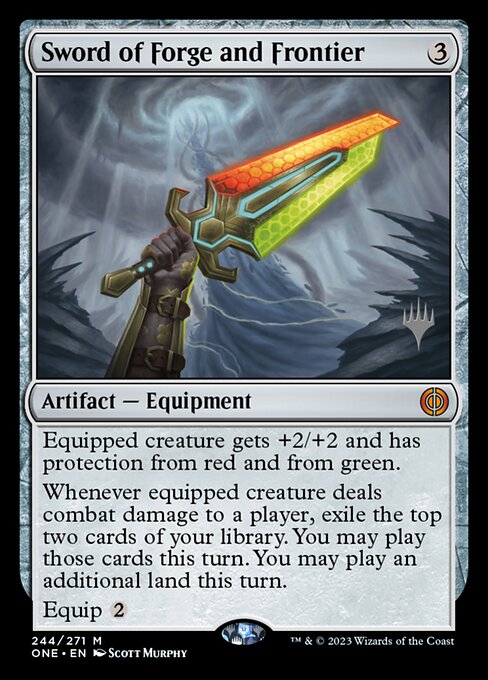 Sword of Forge and Frontier 3
Artifact — Equipment
Equipped creature gets +2/+2 and has
protection from red and from green.
Whenever equipped creature deals
combat damage to a player, exile the top
two cards of your library. You may play
those cards this turn. You may play an
additional land this turn.
Equip 2
244/271 M
ONE • EN Scott Murphy
™ & © 2023 Wizards of the Coast